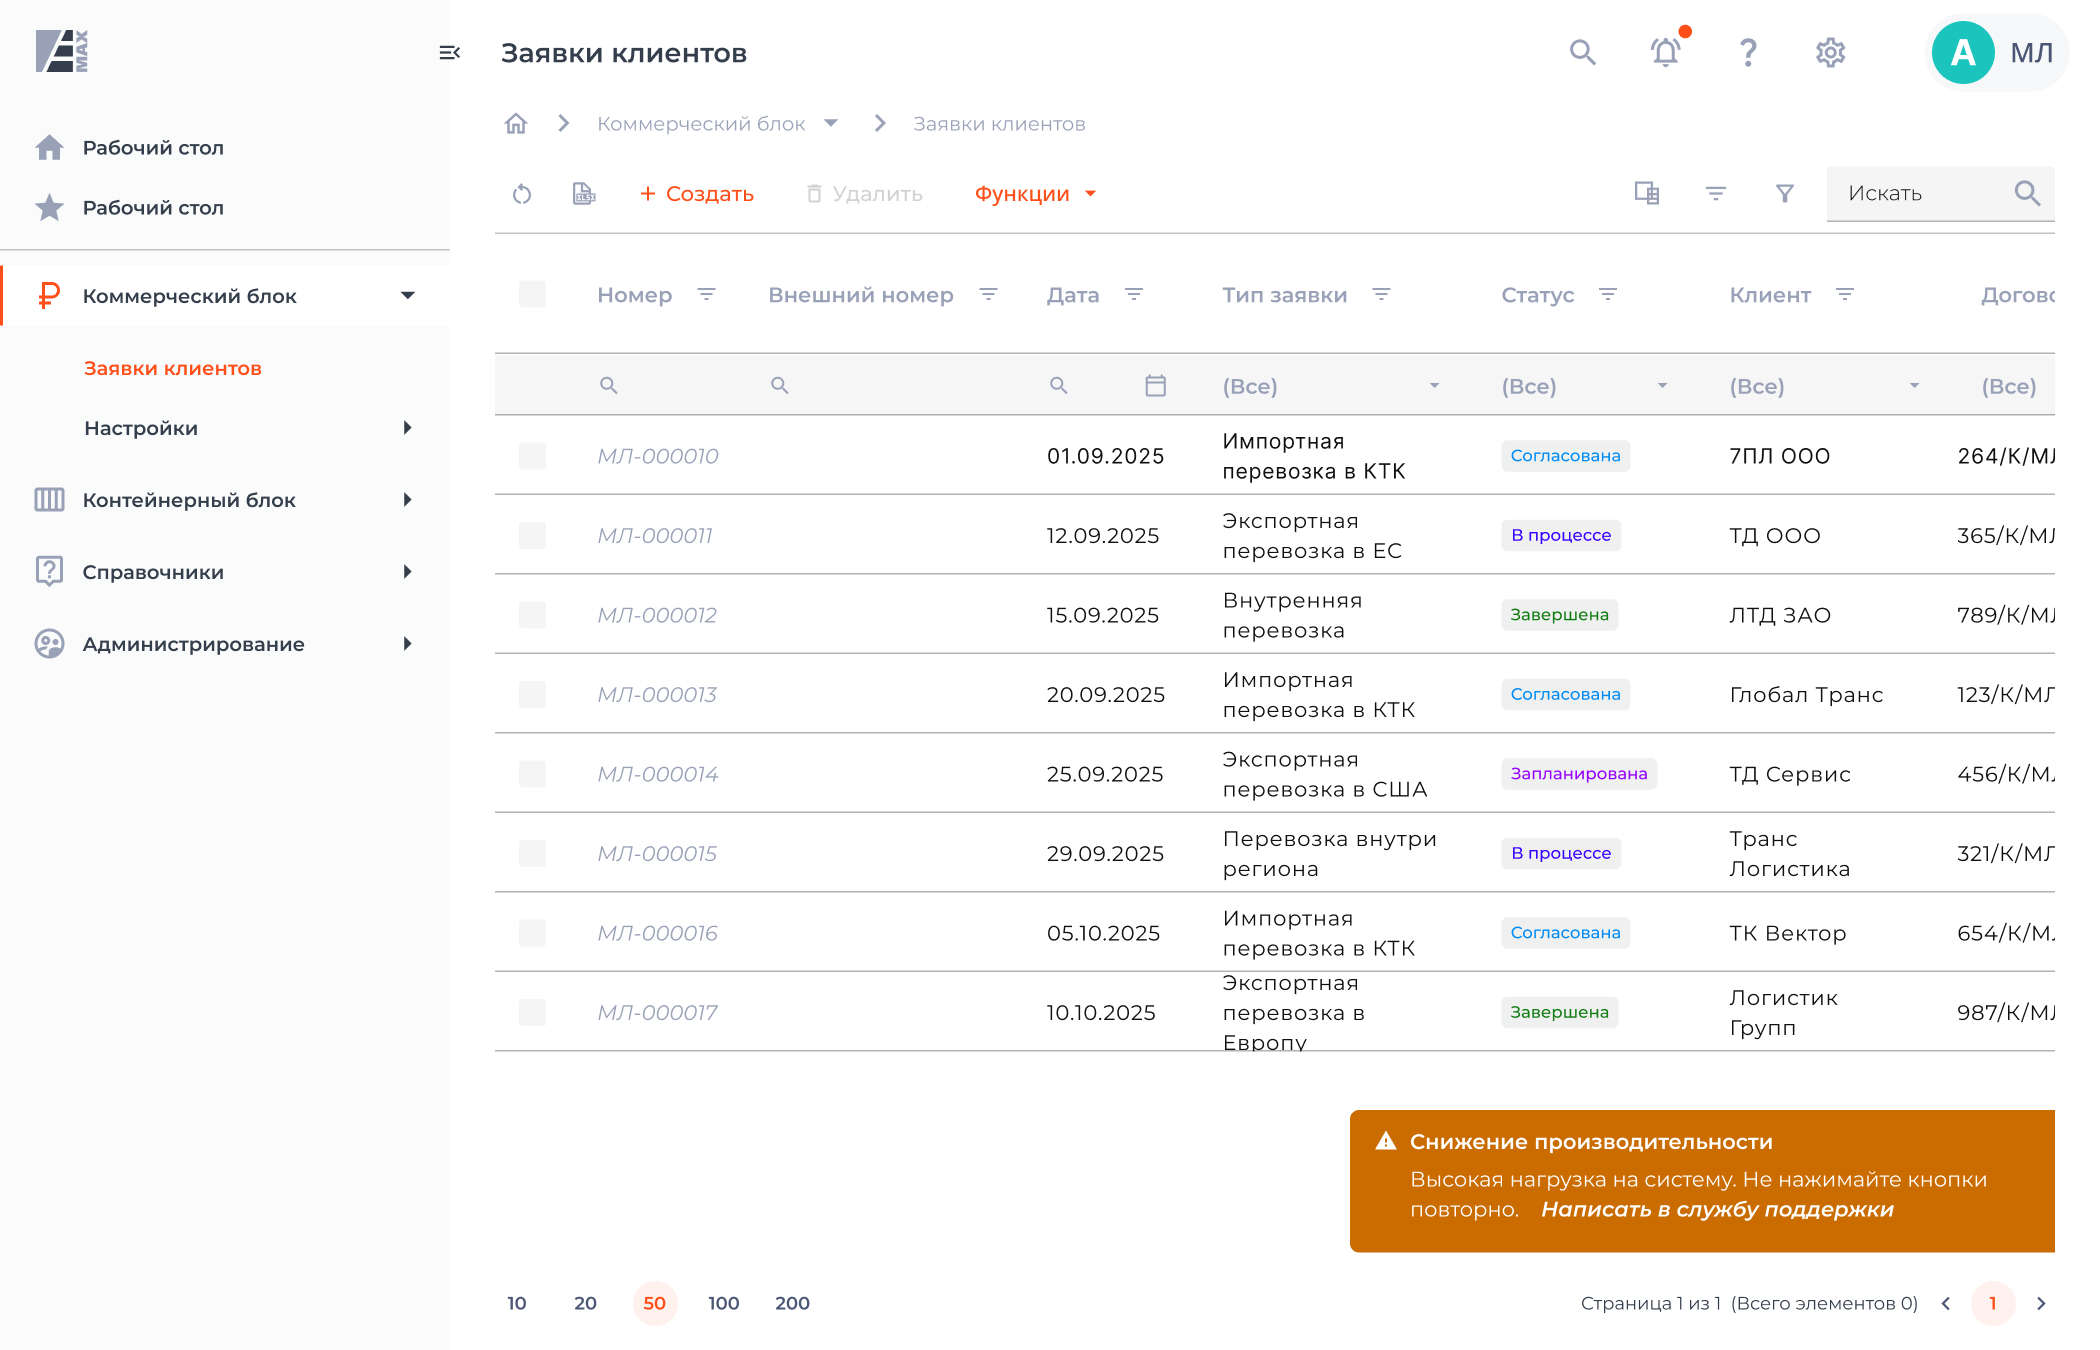 MAX
Рабочий стол
Рабочий стол
Коммерческий блок
Заявки клиентов
Настройки
Контейнерный блок
Справочники
Администрирование
Заявки клиентов
А МЛ
Коммерческий блок Заявки клиентов
+ Создать Удалить Функции Искать
Номер Внешний номер Дата Тип заявки Статус Клиент Догово
(Все) (Все) (Все) (Все)
МЛ-000010 01.09.2025 Импортная перевозка в КТК Согласована 7ПЛ ООО 264/К/МЛ
МЛ-000011 12.09.2025 Экспортная перевозка в ЕС В процессе ТД ООО 365/К/МЛ
МЛ-000012 15.09.2025 Внутренняя перевозка Завершена ЛТД ЗАО 789/К/МЛ
МЛ-000013 20.09.2025 Импортная перевозка в КТК Согласована Глобал Транс 123/К/МЛ
МЛ-000014 25.09.2025 Экспортная перевозка в США Запланирована ТД Сервис 456/К/МЛ
МЛ-000015 29.09.2025 Перевозка внутри региона В процессе Транс Логистика 321/К/МЛ
МЛ-000016 05.10.2025 Импортная перевозка в КТК Согласована ТК Вектор 654/К/МЛ
МЛ-000017 10.10.2025 Экспортная перевозка в Европу Завершена Логистик Групп 987/К/МЛ
Снижение производительности
Высокая нагрузка на систему. Не нажимайте кнопки
повторно. Написать в службу поддержки
10 20 50 100 200 Страница 1 из 1 (Всего элементов 0) 1